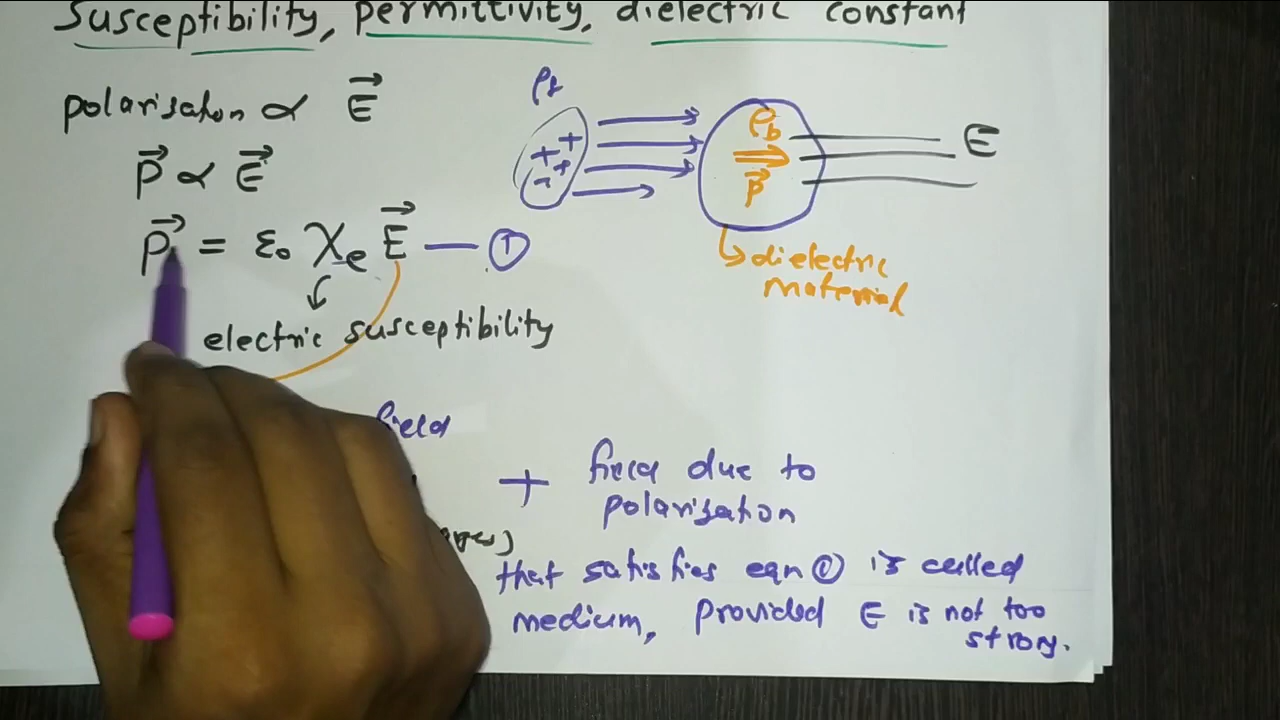 Susceptibility, permittivity, dielectric constant
polarisation ∝ E⃗
P⃗ ∝ E⃗
P⃗ = ε₀ χₑ E⃗ — ①
electric susceptibility
ρf
+ +
+ +
ρb
P⃗
E
dielectric
material
field
+ field due to
polarisation
that satisfies eqn ① is called
medium, provided E is not too
strong.